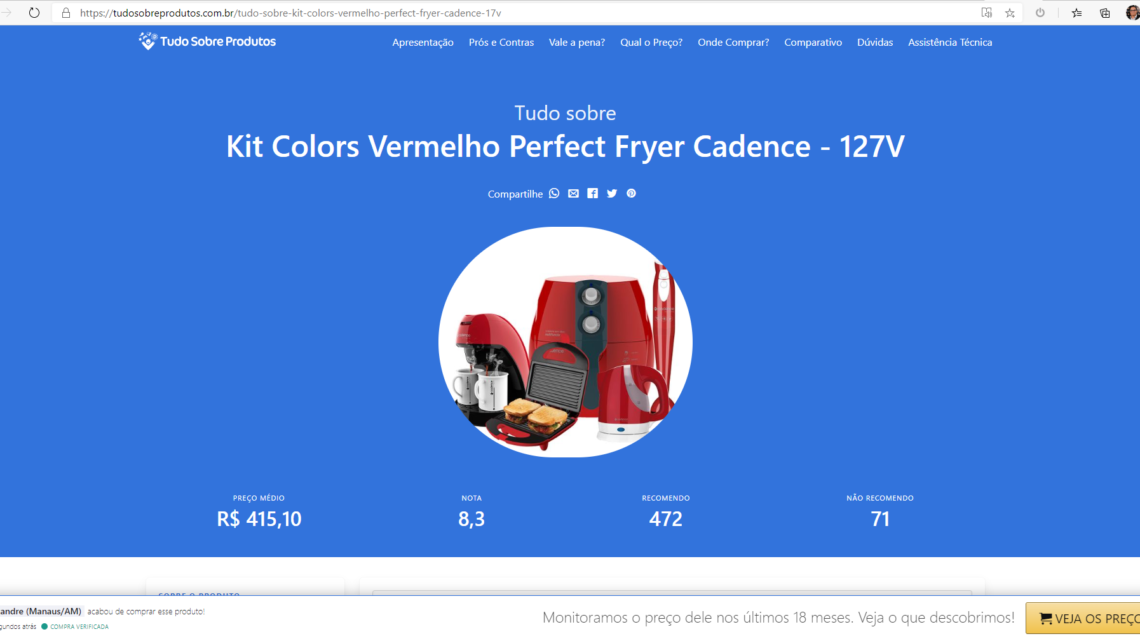 https://tudosobreprodutos.com.br/tudo-sobre-kit-colors-vermelho-perfect-fryer-cadence-17v
Tudo Sobre Produtos
Apresentação Prós e Contras Vale a pena? Qual o Preço? Onde Comprar? Comparativo Dúvidas Assistência Técnica
Tudo sobre
Kit Colors Vermelho Perfect Fryer Cadence - 127V
Compartilhe
PREÇO MÉDIO NOTA RECOMENDO NÃO RECOMENDO
R$ 415,10 8,3 472 71
SOBRE O PRODUTO
andre (Manaus/AM) acabou de comprar esse produto!
gundos atrás COMPRA VERIFICADA
Monitoramos o preço dele nos últimos 18 meses. Veja o que descobrimos!
VEJA OS PREÇO